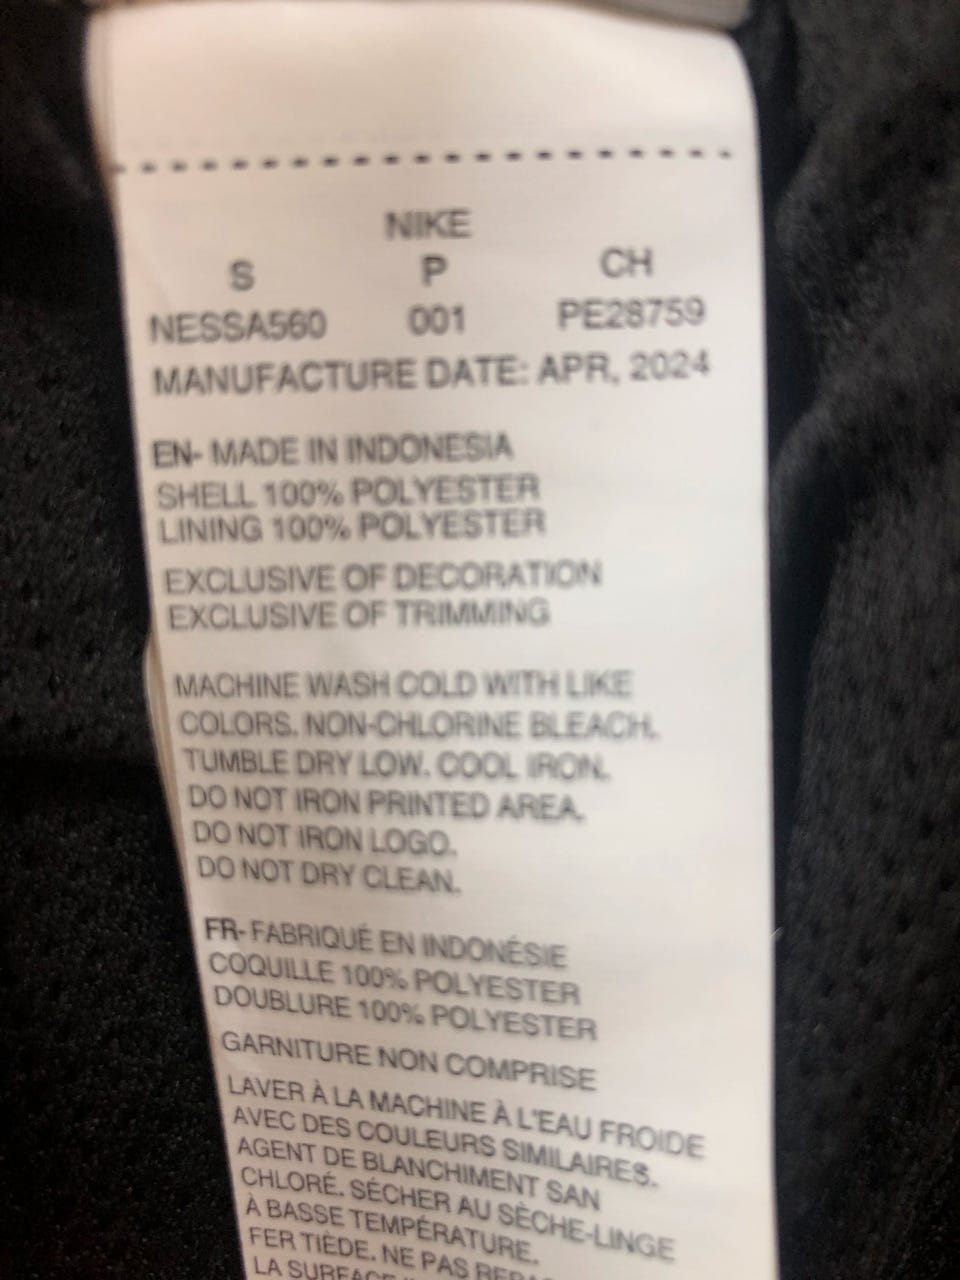 NIKE
S P CH
NESSA560 001 PE28759
MANUFACTURE DATE: APR, 2024
EN- MADE IN INDONESIA
SHELL 100% POLYESTER
LINING 100% POLYESTER
EXCLUSIVE OF DECORATION
EXCLUSIVE OF TRIMMING
MACHINE WASH COLD WITH LIKE
COLORS. NON-CHLORINE BLEACH.
TUMBLE DRY LOW. COOL IRON.
DO NOT IRON PRINTED AREA.
DO NOT IRON LOGO.
DO NOT DRY CLEAN.
FR- FABRIQUÉ EN INDONÉSIE
COQUILLE 100% POLYESTER
DOUBLURE 100% POLYESTER
GARNITURE NON COMPRISE
LAVER À LA MACHINE À L'EAU FROIDE
AVEC DES COULEURS SIMILAIRES.
AGENT DE BLANCHIMENT SAN
CHLORÉ. SÉCHER AU SÈCHE-LINGE
À BASSE TEMPÉRATURE.
FER TIÈDE. NE PAS
LA SURFACE